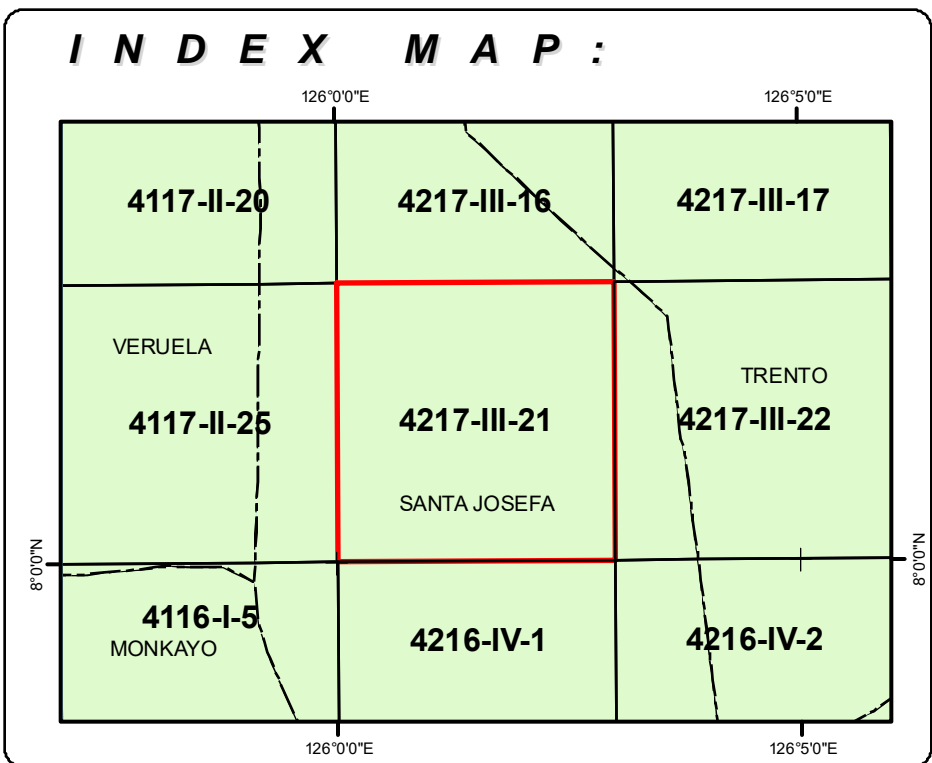 INDEX MAP:
126°0'0"E
126°5'0"E
4117-II-20
4217-III-16
4217-III-17
VERUELA
TRENTO
4117-II-25
4217-III-21
4217-III-22
SANTA JOSEFA
8°0'0"N
8°0'0"N
4116-I-5
MONKAYO
4216-IV-1
4216-IV-2
126°0'0"E
126°5'0"E